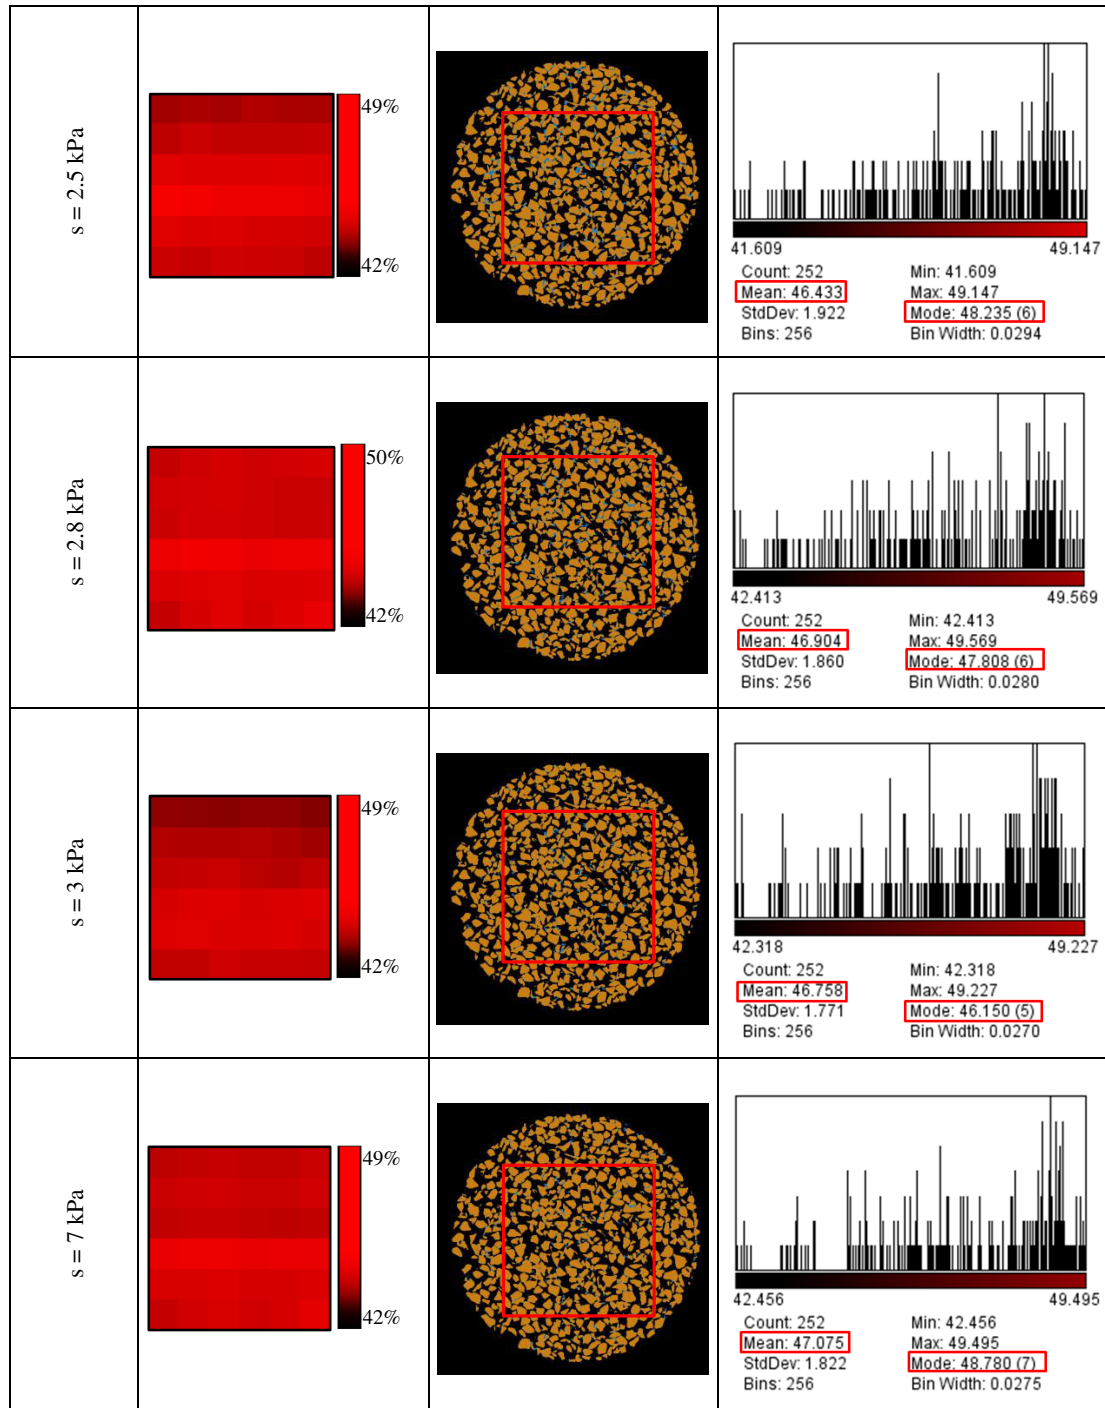 s = 2.5 kPa
49%
42%
41.609 49.147
Count: 252 Min: 41.609
Mean: 46.433 Max: 49.147
StdDev: 1.922 Mode: 48.235 (6)
Bins: 256 Bin Width: 0.0294
s = 2.8 kPa
50%
42%
42.413 49.569
Count: 252 Min: 42.413
Mean: 46.904 Max: 49.569
StdDev: 1.860 Mode: 47.808 (6)
Bins: 256 Bin Width: 0.0280
s = 3 kPa
49%
42%
42.318 49.227
Count: 252 Min: 42.318
Mean: 46.758 Max: 49.227
StdDev: 1.771 Mode: 46.150 (5)
Bins: 256 Bin Width: 0.0270
s = 7 kPa
49%
42%
42.456 49.495
Count: 252 Min: 42.456
Mean: 47.075 Max: 49.495
StdDev: 1.822 Mode: 48.780 (7)
Bins: 256 Bin Width: 0.0275